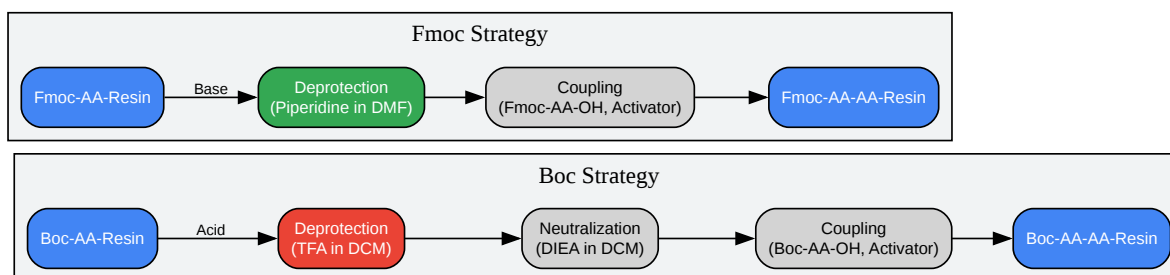 Fmoc Strategy
Fmoc-AA-Resin
Base
Deprotection
(Piperidine in DMF)
Coupling
(Fmoc-AA-OH, Activator)
Fmoc-AA-AA-Resin
Boc Strategy
Boc-AA-Resin
Acid
Deprotection
(TFA in DCM)
Neutralization
(DIEA in DCM)
Coupling
(Boc-AA-OH, Activator)
Boc-AA-AA-Resin